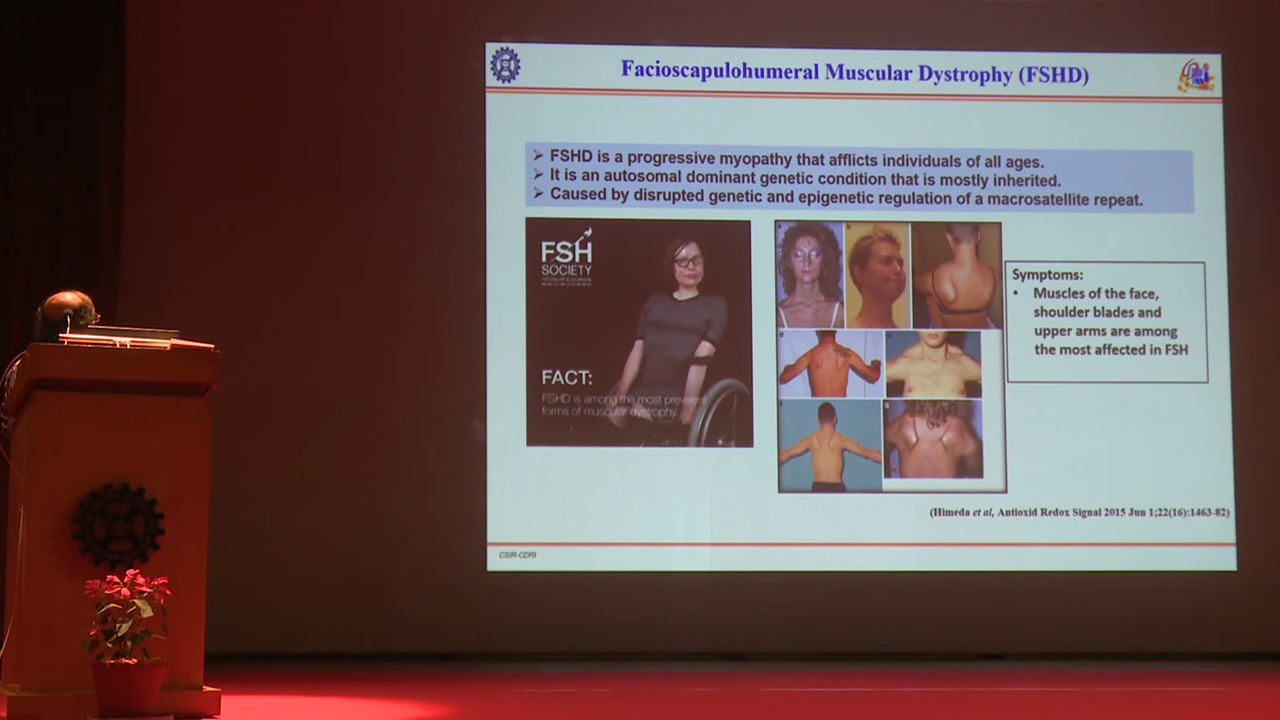 Facioscapulohumeral Muscular Dystrophy (FSHD)
➢ FSHD is a progressive myopathy that afflicts individuals of all ages.
➢ It is an autosomal dominant genetic condition that is mostly inherited.
➢ Caused by disrupted genetic and epigenetic regulation of a macrosatellite repeat.
FSH
SOCIETY
FACT:
FSHD is among the most prevalent
forms of muscular dystrophy.
Symptoms:
• Muscles of the face,
shoulder blades and
upper arms are among
the most affected in FSH
(Himeda et al, Antioxid Redox Signal 2015 Jun 1;22(16):1463-82)
CSIR-CDRI